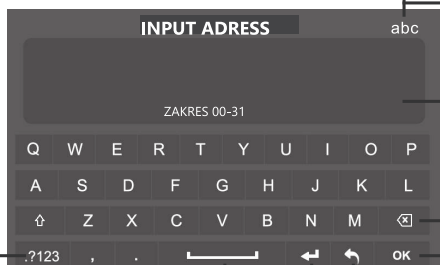 INPUT ADRESS
abc
ZAKRES 00-31
Q W E R T Y U I O P
A S D F G H J K L
Z X C V B N M
.?123 , . OK